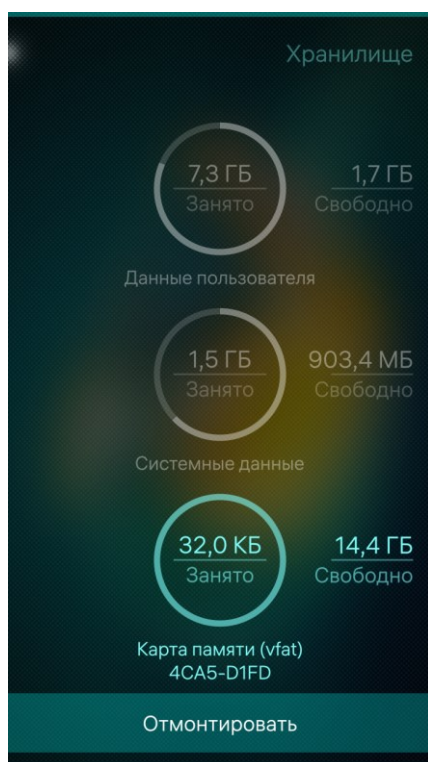 Хранилище
7,3 ГБ
Занято
1,7 ГБ
Свободно
Данные пользователя
1,5 ГБ
Занято
903,4 МБ
Свободно
Системные данные
32,0 КБ
Занято
14,4 ГБ
Свободно
Карта памяти (vfat)
4CA5-D1FD
Отмонтировать